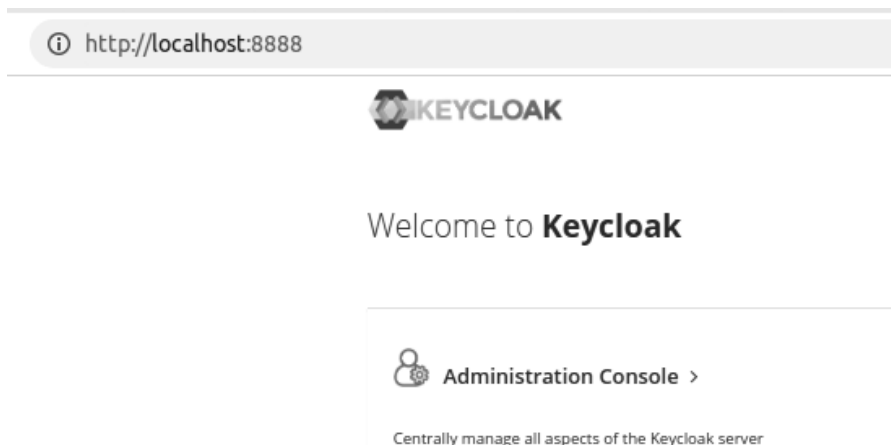 http://localhost:8888
KEYCLOAK
Welcome to Keycloak
Administration Console >
Centrally manage all aspects of the Keycloak server